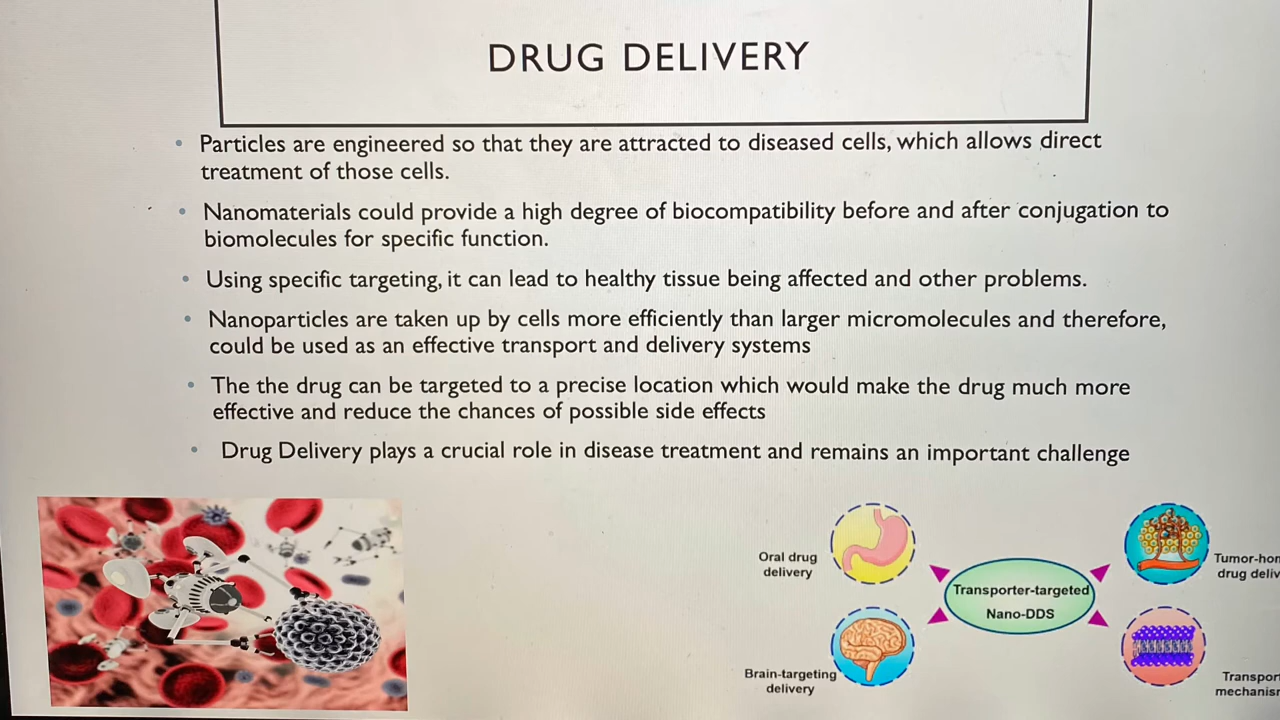 DRUG DELIVERY
Particles are engineered so that they are attracted to diseased cells, which allows direct
treatment of those cells.
Nanomaterials could provide a high degree of biocompatibility before and after conjugation to
biomolecules for specific function.
Using specific targeting, it can lead to healthy tissue being affected and other problems.
Nanoparticles are taken up by cells more efficiently than larger micromolecules and therefore,
could be used as an effective transport and delivery systems
The the drug can be targeted to a precise location which would make the drug much more
effective and reduce the chances of possible side effects
Drug Delivery plays a crucial role in disease treatment and remains an important challenge
Oral drug
delivery
Transporter-targeted
Nano-DDS
Brain-targeting
delivery
Tumor-hom
drug deliv
Transport
mechanism